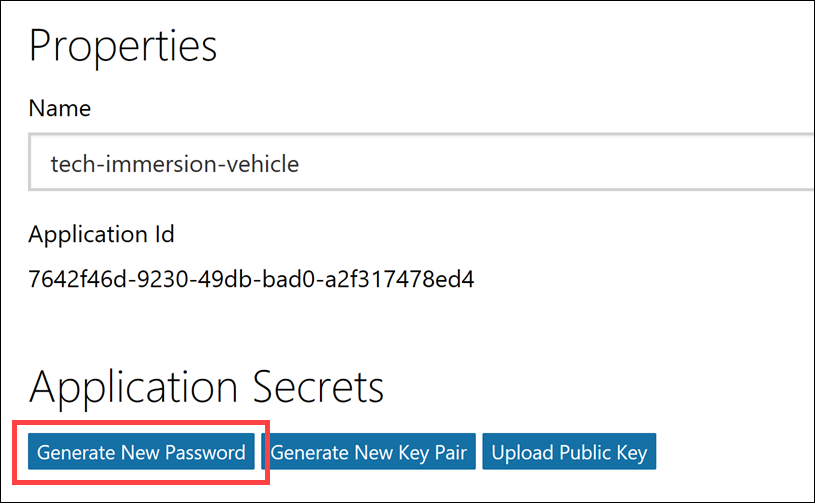 Properties
Name
tech-immersion-vehicle
Application Id
7642f46d-9230-49db-bad0-a2f317478ed4
Application Secrets
Generate New Password Generate New Key Pair Upload Public Key